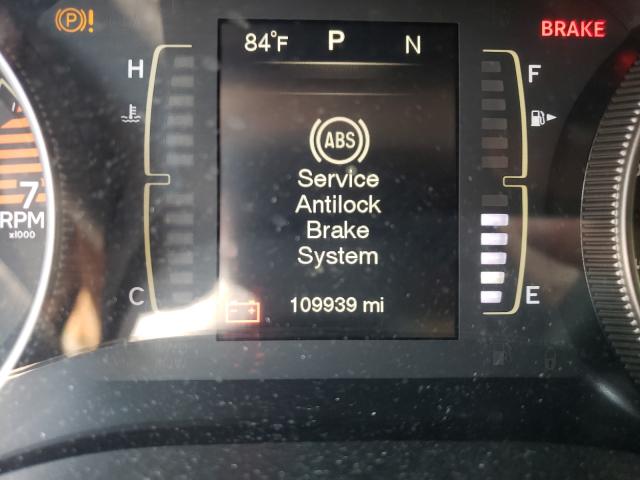 (P)! BRAKE
84°F P N
H F
ABS
Service
Antilock
Brake
System
7
RPM
x1000
C E
109939 mi